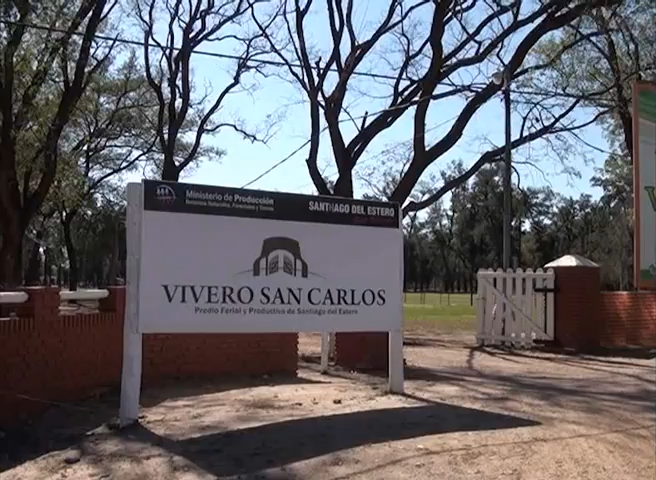 Ministerio de Producción
Recursos Naturales, Forestales y Tierras
SANTIAGO DEL ESTERO
VIVERO SAN CARLOS
Predio Ferial y Productivo de Santiago del Estero